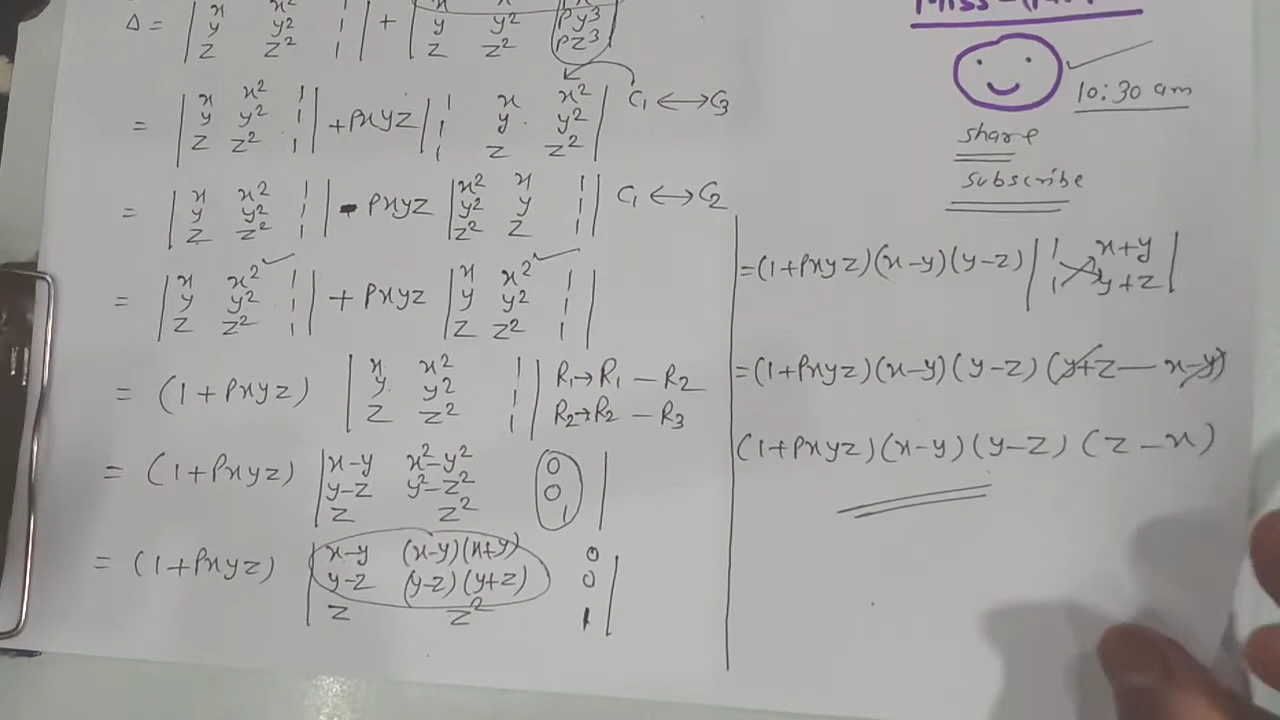 Δ = | x x² 1 | + | x x² px³ |
| y y² 1 | | y y² py³ |
| z z² 1 | | z z² pz³ |
= | x x² 1 | + pxyz | 1 x x² | C₁ ↔ C₃
| y y² 1 | | 1 y y² |
| z z² 1 | | 1 z z² |
= | x x² 1 | - pxyz | x² x 1 | C₁ ↔ C₂
| y y² 1 | | y² y 1 |
| z z² 1 | | z² z 1 |
= | x x² 1 | + pxyz | x x² 1 |
| y y² 1 | | y y² 1 |
| z z² 1 | | z z² 1 |
= (1+pxyz) | x x² 1 | R₁→R₁ – R₂
| y y² 1 | R₂→R₂ – R₃
| z z² 1 |
= (1+pxyz) | x-y x²-y² 0 |
| y-z y²-z² 0 |
| z z² 1 |
= (1+pxyz) | x-y (x-y)(x+y) 0 |
| y-z (y-z)(y+z) 0 |
| z z² 1 |
10:30 am
share
subscribe
=(1+pxyz)(x-y)(y-z) | 1 x+y |
| 1 y+z |
=(1+pxyz)(x-y)(y-z)(y+z – x-y)
(1+pxyz)(x-y)(y-z)(z-x)